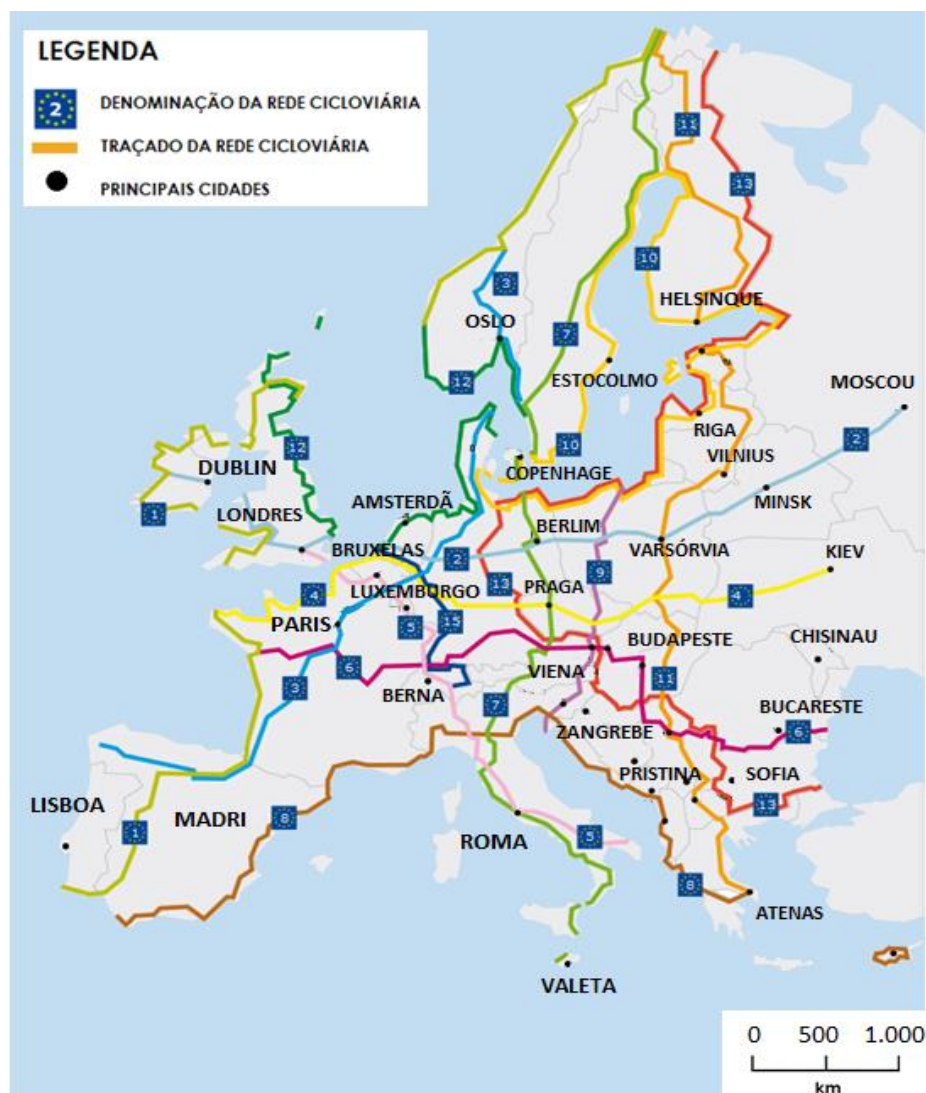 LEGENDA
2 DENOMINAÇÃO DA REDE CICLOVIÁRIA
TRAÇADO DA REDE CICLOVIÁRIA
PRINCIPAIS CIDADES
11
13
10
3
HELSINQUE
OSLO
7
12
ESTOCOLMO
MOSCOU
2
10
RIGA
12
DUBLIN
COPENHAGE
VILNIUS
1
AMSTERDÃ
MINSK
LONDRES
BERLIM
BRUXELAS
VARSÓRVIA
KIEV
2
9
13
PRAGA
4
LUXEMBURGO
4
PARIS
5
15
BUDAPESTE
CHISINAU
6
VIENA
3
BERNA
11
7
BUCARESTE
ZANGREBE
6
PRISTINA
SOFIA
LISBOA
MADRI
8
13
1
ROMA
5
8
ATENAS
VALETA
0 500 1.000
km